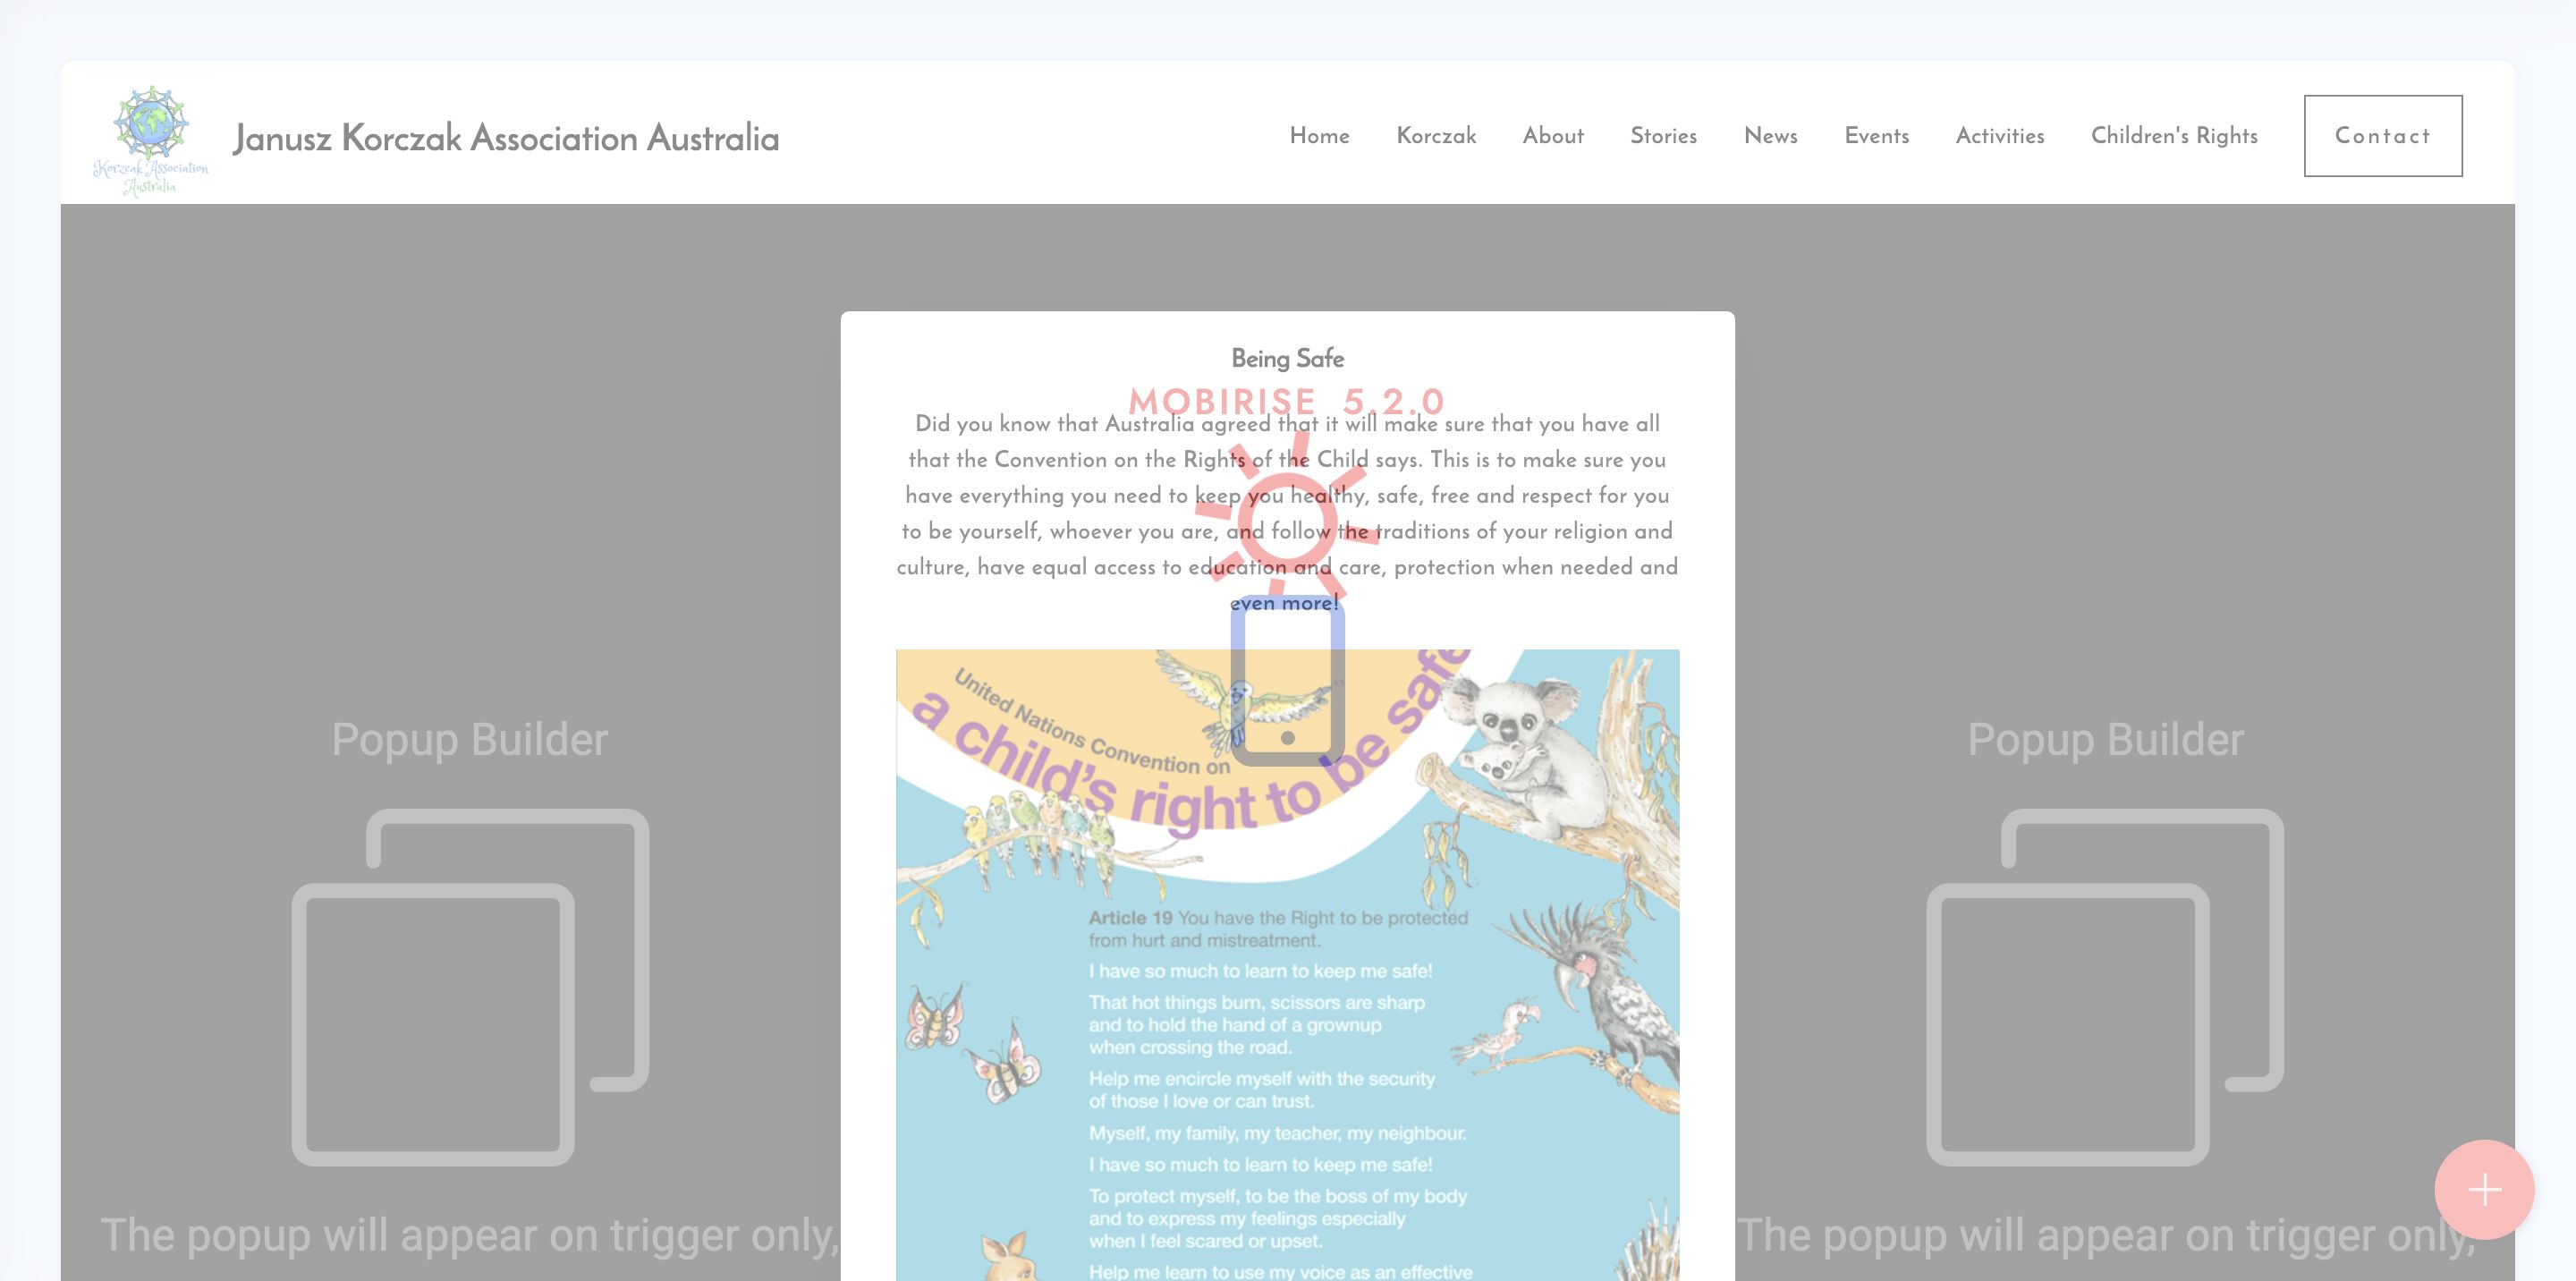 Korzcak Association
Australia
Janusz Korczak Association Australia
Home Korczak About Stories News Events Activities Children's Rights Contact
Being Safe
MOBIRISE 5.2.0
Did you know that Australia agreed that it will make sure that you have all
that the Convention on the Rights of the Child says. This is to make sure you
have everything you need to keep you healthy, safe, free and respect for you
to be yourself, whoever you are, and follow the traditions of your religion and
culture, have equal access to education and care, protection when needed and
even more!
United Nations Convention on
a child's right to be safe
Popup Builder
Popup Builder
Article 19 You have the Right to be protected
from hurt and mistreatment.
I have so much to learn to keep me safe!
That hot things burn, scissors are sharp
and to hold the hand of a grownup
when crossing the road.
Help me encircle myself with the security
of those I love or can trust.
Myself, my family, my teacher, my neighbour.
I have so much to learn to keep me safe!
To protect myself, to be the boss of my body
and to express my feelings especially
when I feel scared or upset.
Help me learn to use my voice as an effective
The popup will appear on trigger only,
The popup will appear on trigger only,